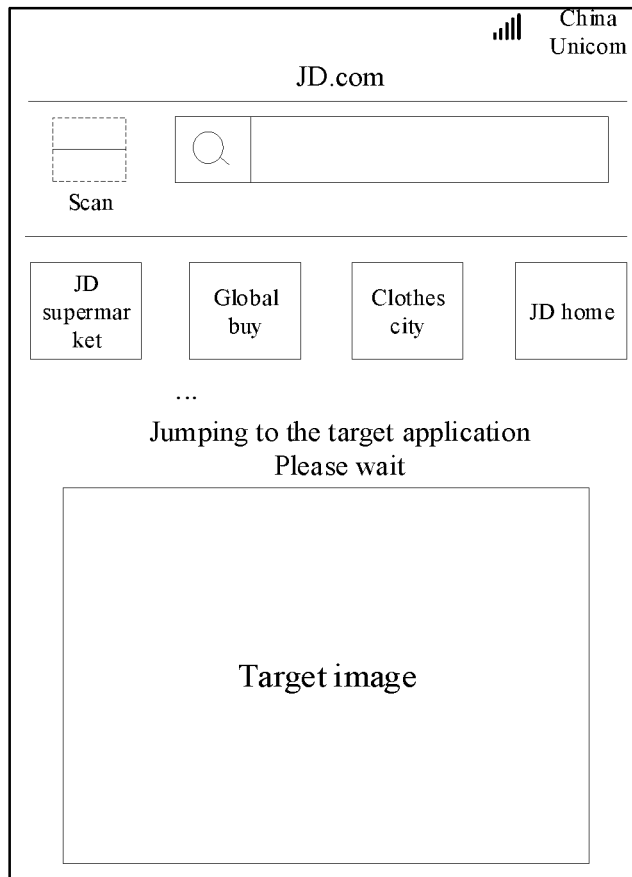 China
Unicom
JD.com
Scan
JD
supermar
ket
Global
buy
Clothes
city
JD home
...
Jumping to the target application
Please wait
Target image